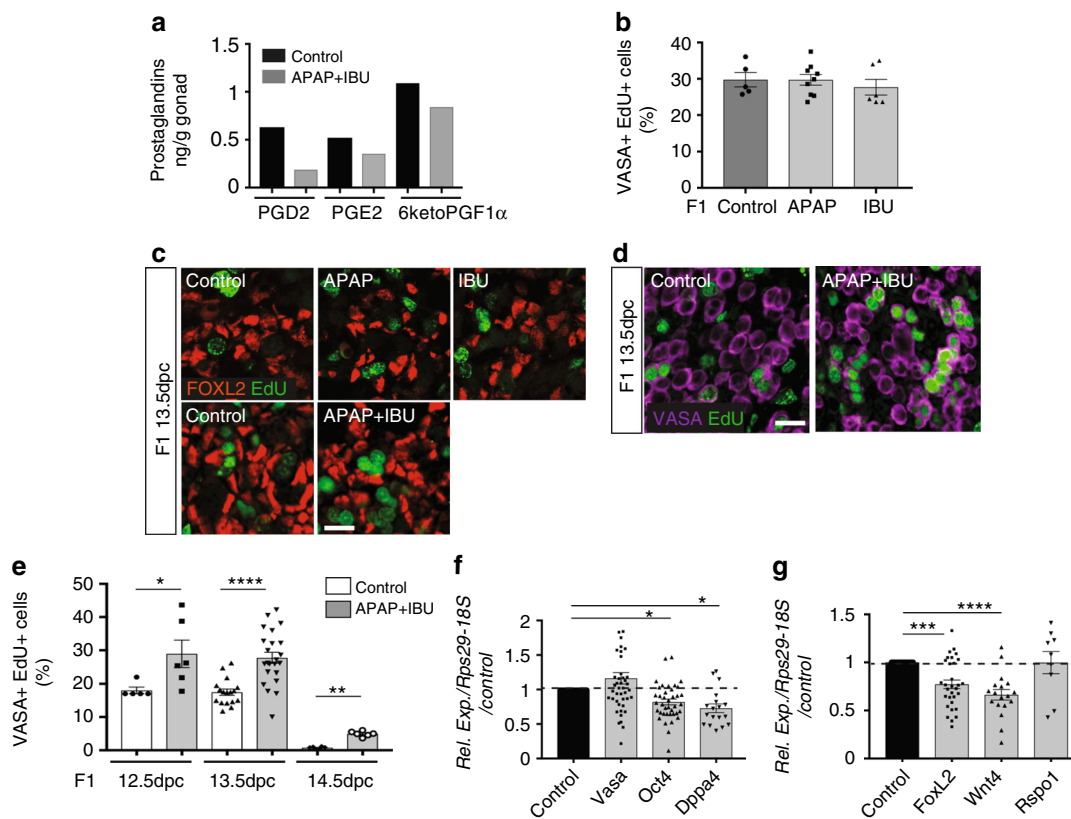 a
Prostaglandins
ng/g gonad
1.5
1
0.5
0
Control
APAP+IBU
PGD2 PGE2 6ketoPGF1α
b
VASA+ EdU+ cells
(%)
40
30
20
10
0
F1 Control APAP IBU
c
F1 13.5dpc
Control
APAP
IBU
FOXL2 EdU
Control
APAP+IBU
d
F1 13.5dpc
Control
APAP+IBU
VASA EdU
e
VASA+ EdU+ cells
(%)
50
40
30
20
10
0
* **** **
Control
APAP+IBU
F1 12.5dpc 13.5dpc 14.5dpc
f
Rel. Exp./Rps29-18S
/control
2
1.5
1
0.5
0
*
*
Control Vasa Oct4 Dppa4
g
Rel. Exp./Rps29-18S
/control
1.5
1
0.5
0
****
***
Control FoxL2 Wnt4 Rspo1